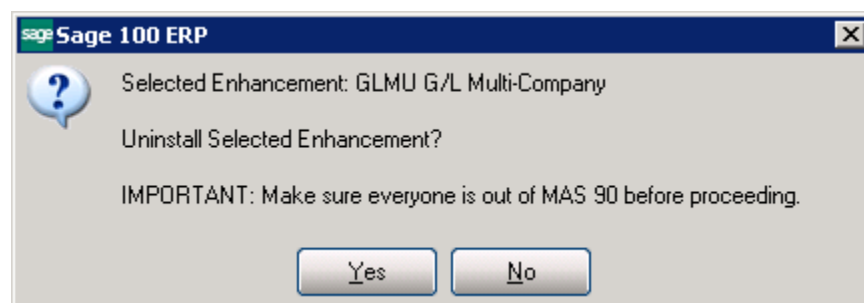 sage Sage 100 ERP
Selected Enhancement: GLMU G/L Multi-Company
Uninstall Selected Enhancement?
IMPORTANT: Make sure everyone is out of MAS 90 before proceeding.
Yes No